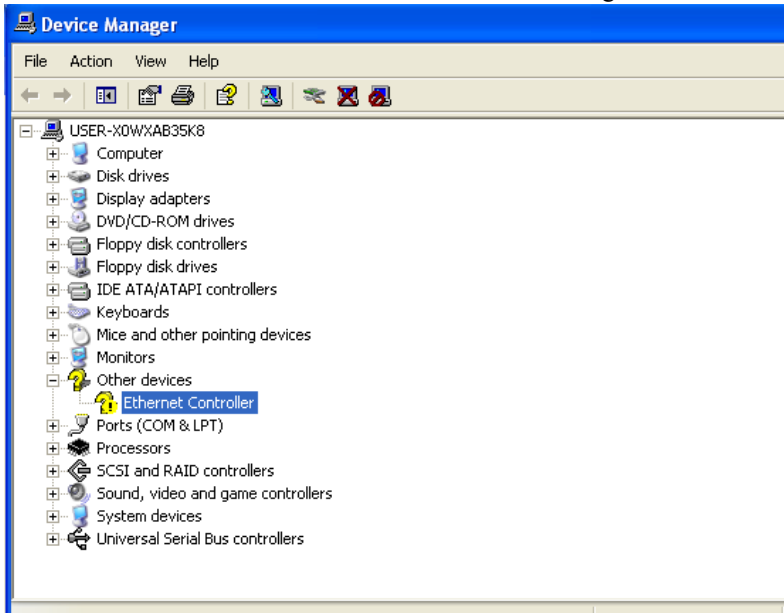 Device Manager
File Action View Help
USER-X0WXAB35K8
Computer
Disk drives
Display adapters
DVD/CD-ROM drives
Floppy disk controllers
Floppy disk drives
IDE ATA/ATAPI controllers
Keyboards
Mice and other pointing devices
Monitors
Other devices
Ethernet Controller
Ports (COM & LPT)
Processors
SCSI and RAID controllers
Sound, video and game controllers
System devices
Universal Serial Bus controllers